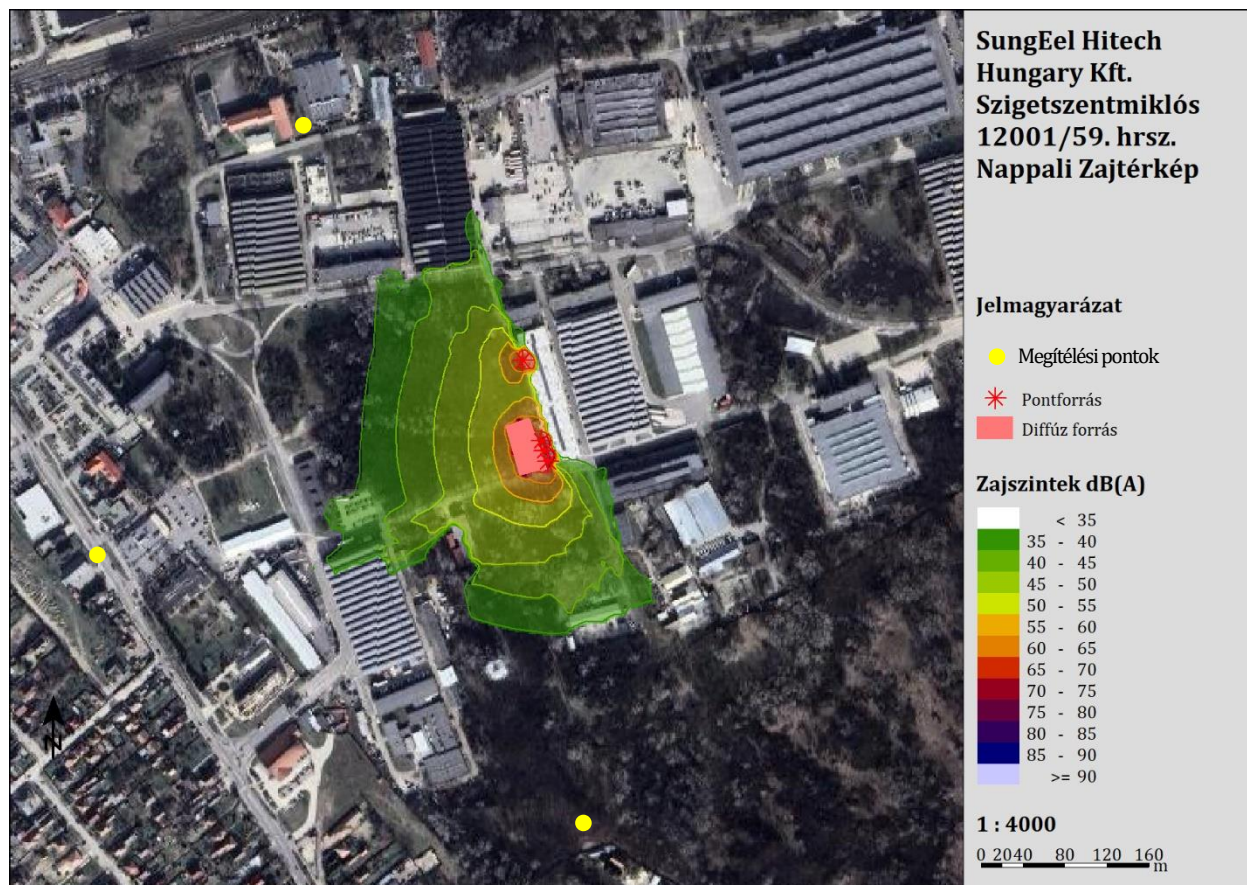 SungEel Hitech
Hungary Kft.
Szigetszentmiklós
12001/59. hrsz.
Nappali Zajtérkép
Jelmagyarázat
Megítélési pontok
Pontforrás
Diffúz forrás
Zajszintek dB(A)
< 35
35 - 40
40 - 45
45 - 50
50 - 55
55 - 60
60 - 65
65 - 70
70 - 75
75 - 80
80 - 85
85 - 90
>= 90
1 : 4000
0 20 40 80 120 160
m
N